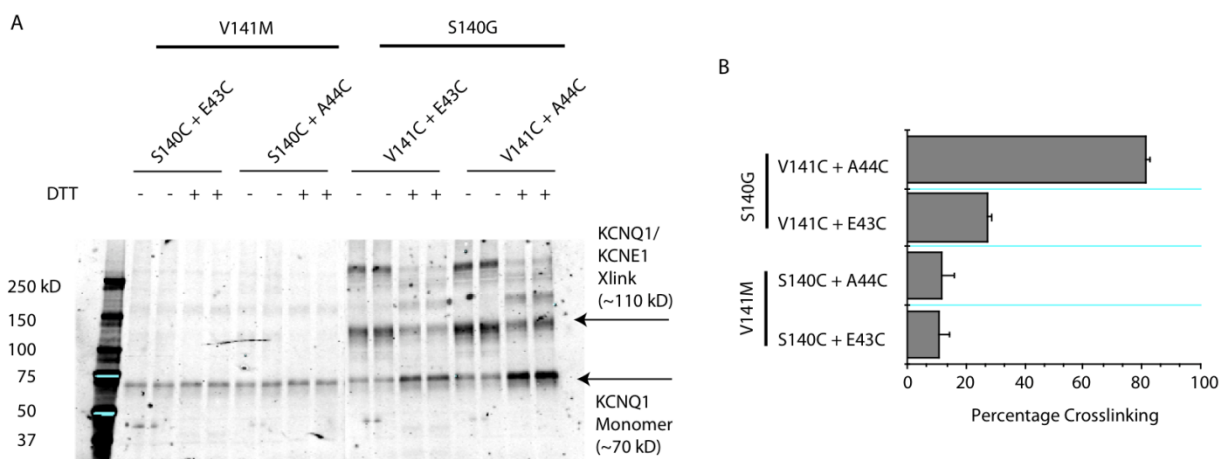 A
V141M
S140G
S140C + E43C
S140C + A44C
V141C + E43C
V141C + A44C
DTT
- - + + - - + + - - + + - - + +
250 kD
150
100
75
50
37
KCNQ1/
KCNE1
Xlink
(~110 kD)
KCNQ1
Monomer
(~70 kD)
B
S140G
V141M
V141C + A44C
V141C + E43C
S140C + A44C
S140C + E43C
0 20 40 60 80 100
Percentage Crosslinking